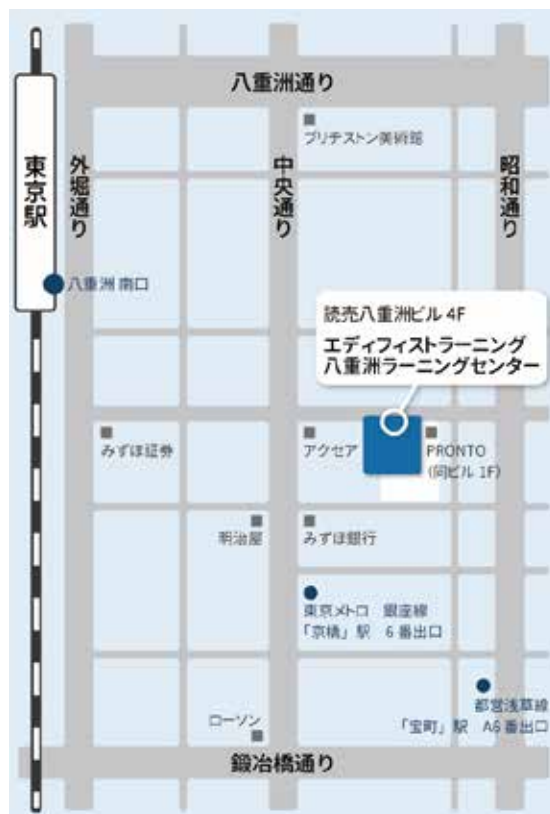 八重洲通り
ブリヂストン美術館
東京駅
外堀通り
中央通り
昭和通り
八重洲 南口
読売八重洲ビル 4F
エディフィストラーニング
八重洲ラーニングセンター
みずほ証券
アクセア
PRONTO
(同ビル 1F)
明治屋
みずほ銀行
東京メトロ 銀座線
「京橋」駅 6 番出口
都営浅草線
「宝町」駅 A6 番出口
ローソン
鍛冶橋通り